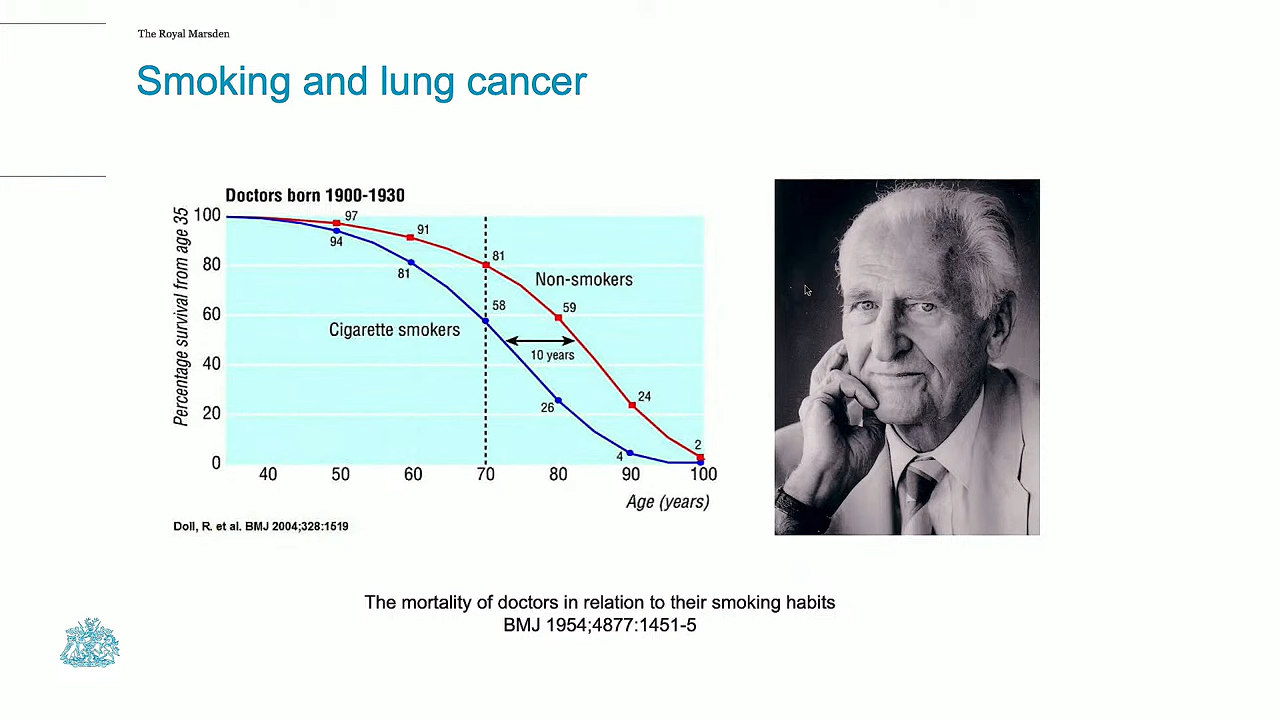 The Royal Marsden
Smoking and lung cancer
Doctors born 1900-1930
Percentage survival from age 35
100
80
60
40
20
0
97
94
91
81
81
58
59
26
24
4
2
Non-smokers
Cigarette smokers
10 years
40 50 60 70 80 90 100
Age (years)
Doll, R. et al. BMJ 2004;328:1519
The mortality of doctors in relation to their smoking habits
BMJ 1954;4877:1451-5